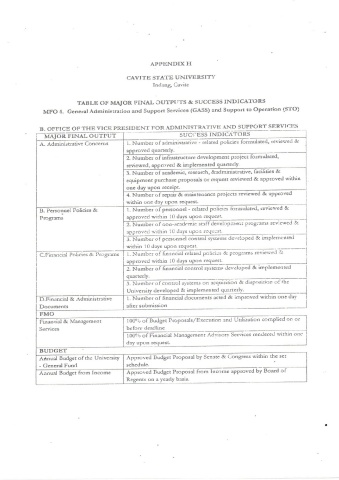 APPENDIX H
CAVITE STATE UNIVERSITY
Indang, Cavite
TABLE OF MAJOR FINAL OUTPUTS & SUCCESS INDICATORS
MFO 4. General Administration and Support Services (GASS) and Support to Operation (STO)
B. OFFICE OF THE VICE PRESIDENT FOR ADMINISTRATIVE AND SUPPORT SERVICES
MAJOR FINAL OUTPUT
SUCCESS INDICATORS
A. Administrative Concerns
1. Number of administrative - related policies formulated, reviewed &
approved quarterly.
2. Number of infrastructure development project formulated,
reviewed, approved & implemented quarterly.
3. Number of academic, research, &administrative, facilities &
equipment purchase proposals or request reviewed & approved within
one day upon receipt.
4. Number of repair & maintenance projects reviewed & approved
within one day upon request.
B. Personnel Policies &
Programs
1. Number of personnel - related policies formulated, reviewed &
approved within 10 days upon request.
2. Number of non-academic staff development programs reviewed &
approved within 10 days upon request.
3. Number of personnel control systems developed & implemented
within 10 days upon request.
C.Financial Policies & Programs
1. Number of financial related policies & programs reviewed &
approved within 10 days upon request.
2. Number of financial control systems developed & implemented
quarterly.
3. Number of control systems on acquisition & disposition of the
University developed & implemented quarterly.
D.Financial & Administrative
Documents
1. Number of financial documents acted & improved within one day
after submission
FMO
Financial & Management
Services
100% of Budget Proposals/Execution and Utilization complied on or
before deadline
100% of Financial Management Advisory Services rendered within one
day upon request.
BUDGET
Annual Budget of the University
- General Fund
Approved Budget Proposal by Senate & Congress within the set
schedule.
Annual Budget from Income
Approved Budget Proposal from Income approved by Board of
Regents on a yearly basis